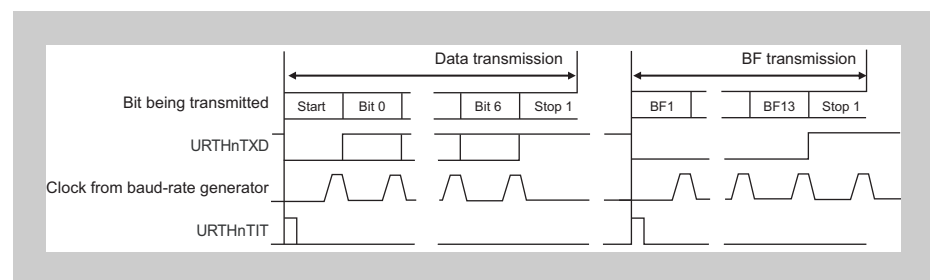 Data transmission BF transmission
Bit being transmitted Start Bit 0 Bit 6 Stop 1 BF1 BF13 Stop 1
URTHnTXD
Clock from baud-rate generator
URTHnTIT